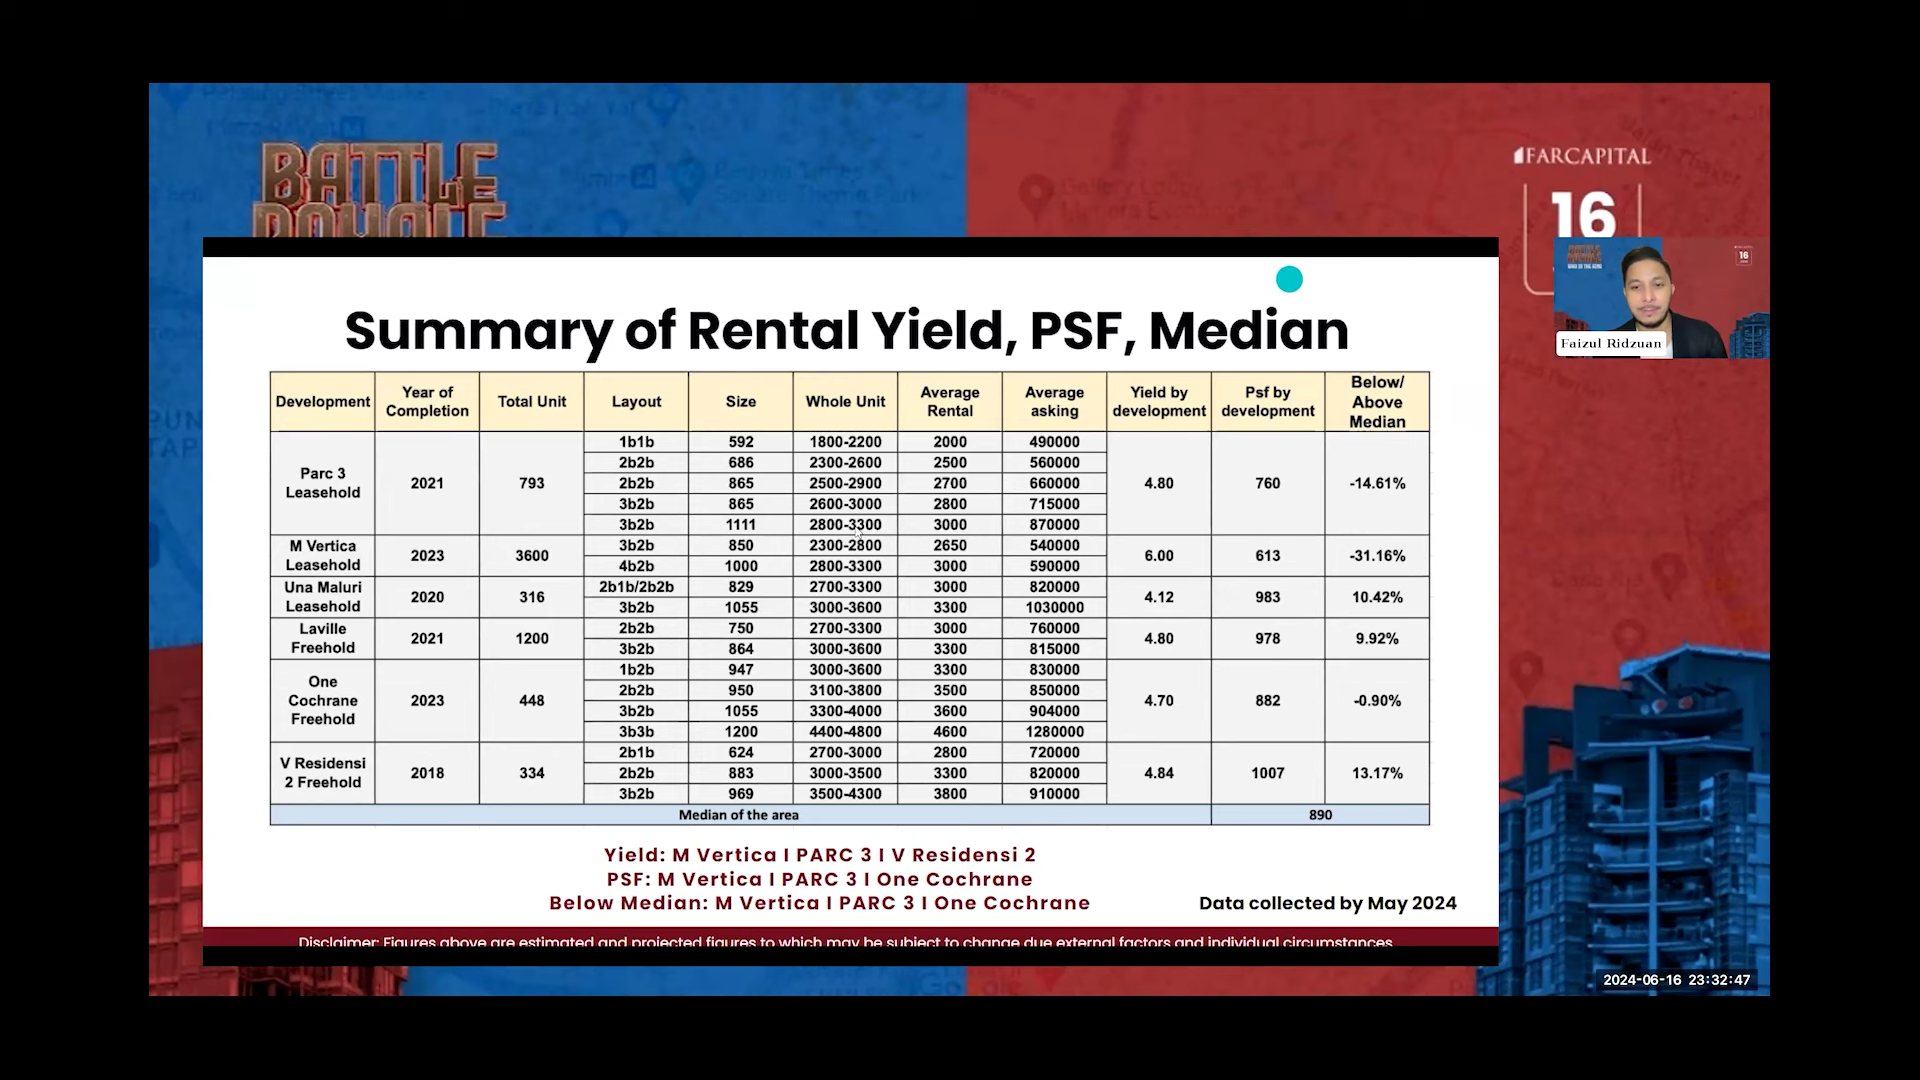 BATTLE
ROYALE
FARCAPITAL
16
Faizul Ridzuan
Summary of Rental Yield, PSF, Median
Development | Year of Completion | Total Unit | Layout | Size | Whole Unit | Average Rental | Average asking | Yield by development | Psf by development | Below/ Above Median
Parc 3 Leasehold | 2021 | 793 | 1b1b | 592 | 1800-2200 | 2000 | 490000 | 4.80 | 760 | -14.61%
2b2b | 686 | 2300-2600 | 2500 | 560000
2b2b | 865 | 2500-2900 | 2700 | 660000
3b2b | 865 | 2600-3000 | 2800 | 715000
3b2b | 1111 | 2800-3300 | 3000 | 870000
M Vertica Leasehold | 2023 | 3600 | 3b2b | 850 | 2300-2800 | 2650 | 540000 | 6.00 | 613 | -31.16%
4b2b | 1000 | 2800-3300 | 3000 | 590000
Una Maluri Leasehold | 2020 | 316 | 2b1b/2b2b | 829 | 2700-3300 | 3000 | 820000 | 4.12 | 983 | 10.42%
3b2b | 1055 | 3000-3600 | 3300 | 1030000
Laville Freehold | 2021 | 1200 | 2b2b | 750 | 2700-3300 | 3000 | 760000 | 4.80 | 978 | 9.92%
3b2b | 864 | 3000-3600 | 3300 | 815000
One Cochrane Freehold | 2023 | 448 | 1b2b | 947 | 3000-3600 | 3300 | 830000 | 4.70 | 882 | -0.90%
2b2b | 950 | 3100-3800 | 3500 | 850000
3b2b | 1055 | 3300-4000 | 3600 | 904000
3b3b | 1200 | 4400-4800 | 4600 | 1280000
V Residensi 2 Freehold | 2018 | 334 | 2b1b | 624 | 2700-3000 | 2800 | 720000 | 4.84 | 1007 | 13.17%
2b2b | 883 | 3000-3500 | 3300 | 820000
3b2b | 969 | 3500-4300 | 3800 | 910000
Median of the area | 890
Yield: M Vertica I PARC 3 I V Residensi 2
PSF: M Vertica I PARC 3 I One Cochrane
Below Median: M Vertica I PARC 3 I One Cochrane
Data collected by May 2024
Disclaimer: Figures above are estimated and projected figures to which may be subject to change due external factors and individual circumstances
2024-06-16 23:32:47